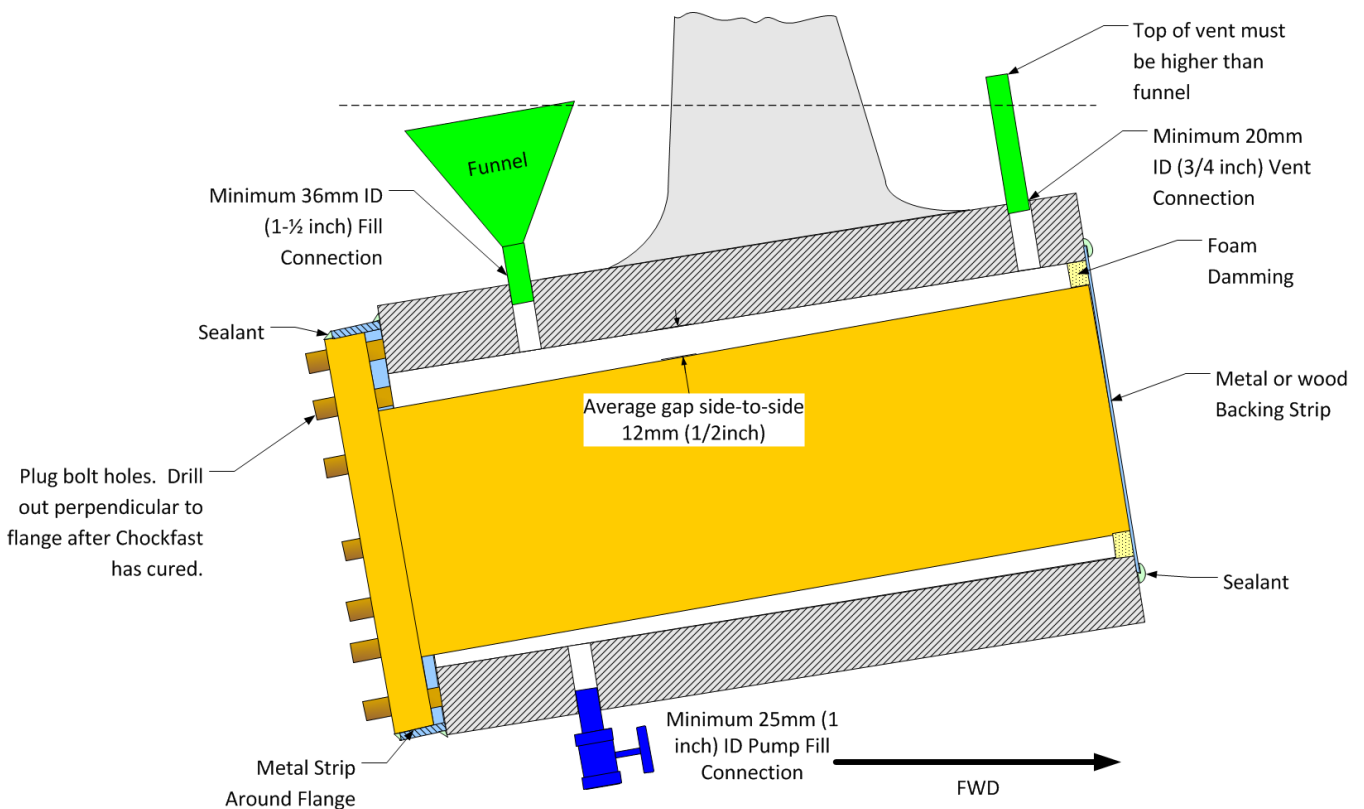 Top of vent must
be higher than
funnel
Funnel
Minimum 20mm
ID (3/4 inch) Vent
Connection
Minimum 36mm ID
(1-½ inch) Fill
Connection
Foam
Damming
Sealant
Metal or wood
Backing Strip
Average gap side-to-side
12mm (1/2inch)
Plug bolt holes.  Drill
out perpendicular to
flange after Chockfast
has cured.
Sealant
Minimum 25mm (1
inch) ID Pump Fill
Connection
Metal Strip
Around Flange
FWD